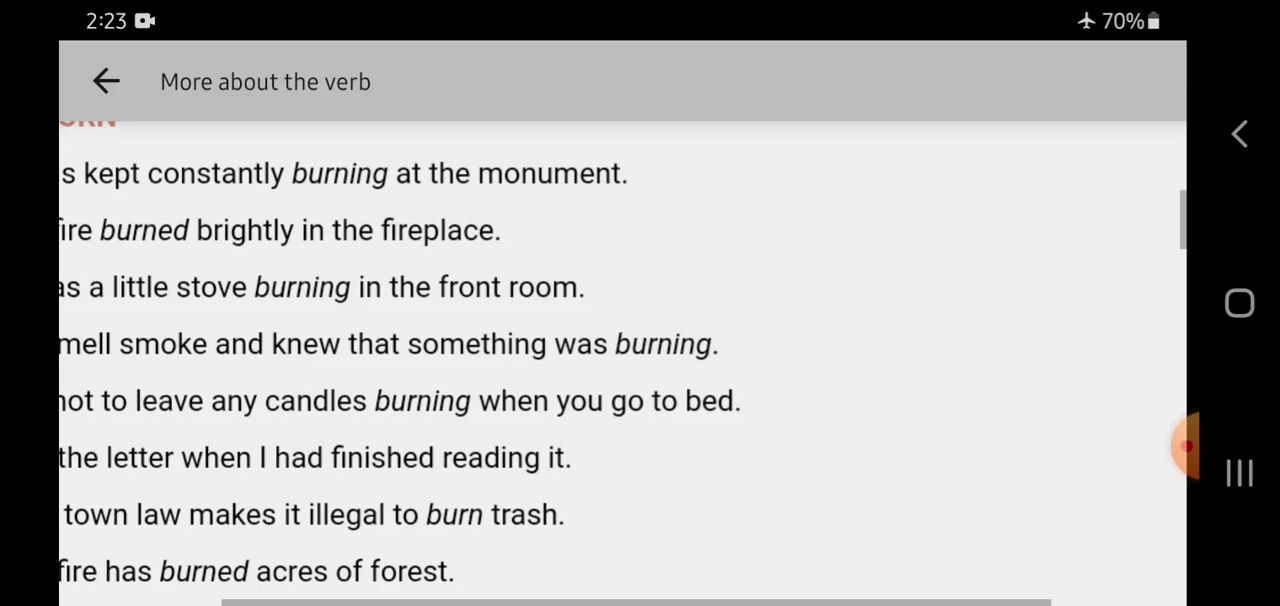 2:23 70%
More about the verb
s kept constantly burning at the monument.
fire burned brightly in the fireplace.
as a little stove burning in the front room.
mell smoke and knew that something was burning.
not to leave any candles burning when you go to bed.
the letter when I had finished reading it.
town law makes it illegal to burn trash.
fire has burned acres of forest.